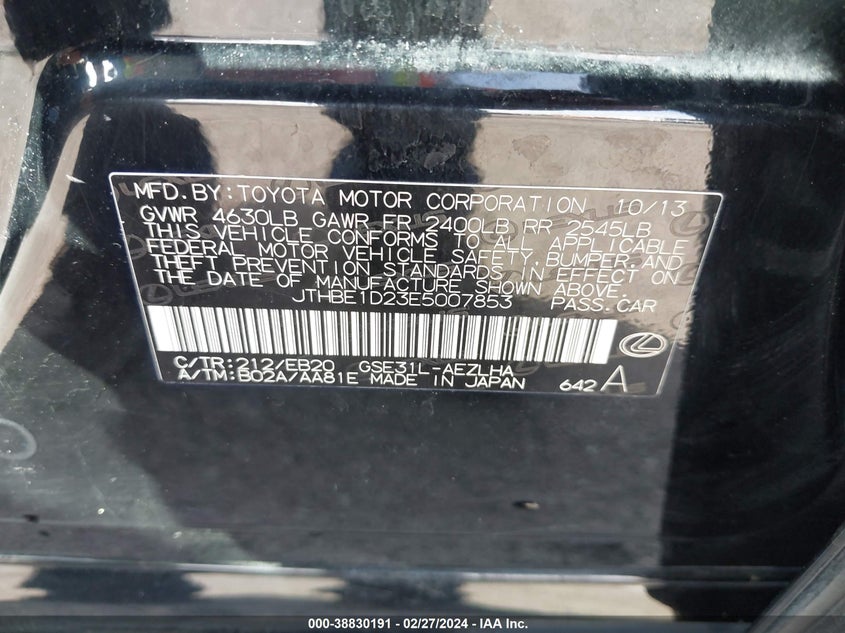 MFD.BY:TOYOTA MOTOR CORPORATION 10/13
GVWR 4630LB GAWR FR 2400LB RR 2545LB
THIS VEHICLE CONFORMS TO ALL APPLICABLE
FEDERAL MOTOR VEHICLE SAFETY,BUMPER,AND
THEFT PREVENTION STANDARDS IN EFFECT ON
THE DATE OF MANUFACTURE SHOWN ABOVE.
JTHBE1D23E5007853 PASS.CAR
C/TR:212/EB20 GSE31L-AEZLHA
A/TM:B02A/AA81E MADE IN JAPAN 642 A
000-38830191 - 02/27/2024 - IAA Inc.